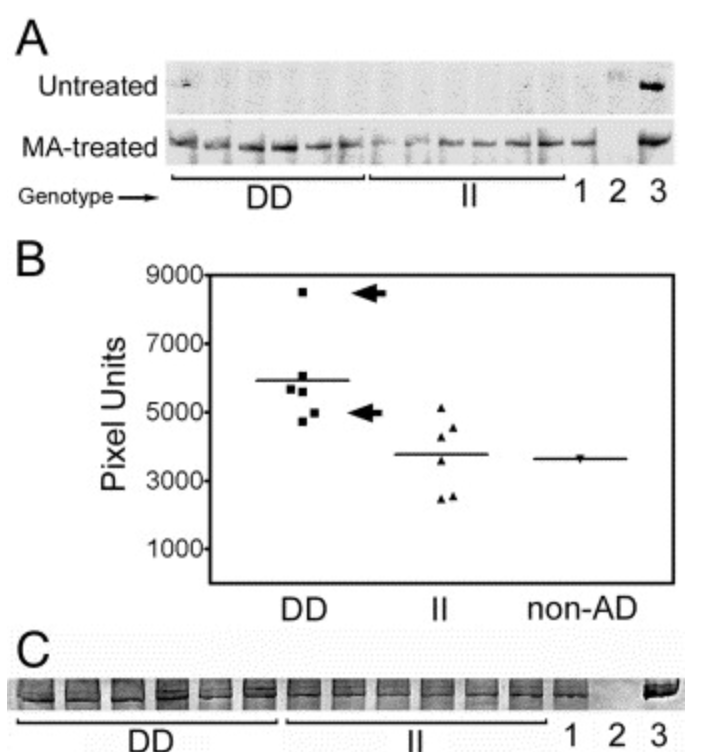 A
Untreated
MA-treated
Genotype
DD II 1 2 3
B
9000
7000
5000
3000
1000
Pixel Units
DD II non-AD
C
DD II 1 2 3